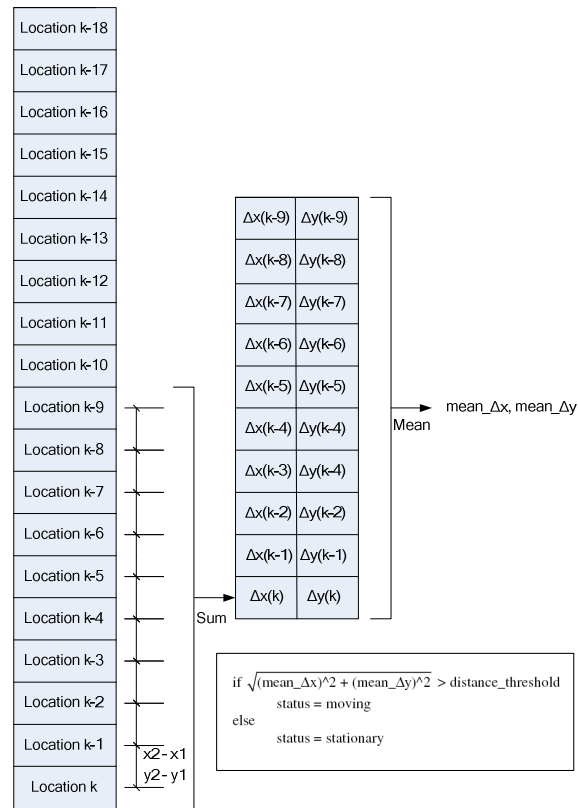 Location k-18
Location k-17
Location k-16
Location k-15
Location k-14
Location k-13
Location k-12
Location k-11
Location k-10
Location k-9
Location k-8
Location k-7
Location k-6
Location k-5
Location k-4
Location k-3
Location k-2
Location k-1
Location k
x2-x1
y2-y1
Sum
Δx(k-9) Δy(k-9)
Δx(k-8) Δy(k-8)
Δx(k-7) Δy(k-7)
Δx(k-6) Δy(k-6)
Δx(k-5) Δy(k-5)
Δx(k-4) Δy(k-4)
Δx(k-3) Δy(k-4)
Δx(k-2) Δy(k-2)
Δx(k-1) Δy(k-1)
Δx(k) Δy(k)
Mean
mean_Δx, mean_Δy
if √(mean_Δx)^2 + (mean_Δy)^2 > distance_threshold
status = moving
else
status = stationary